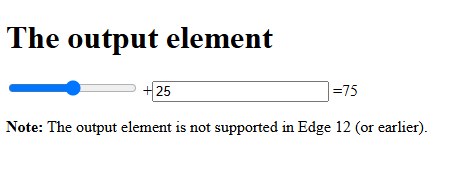 The output element
+25 =75
Note: The output element is not supported in Edge 12 (or earlier).